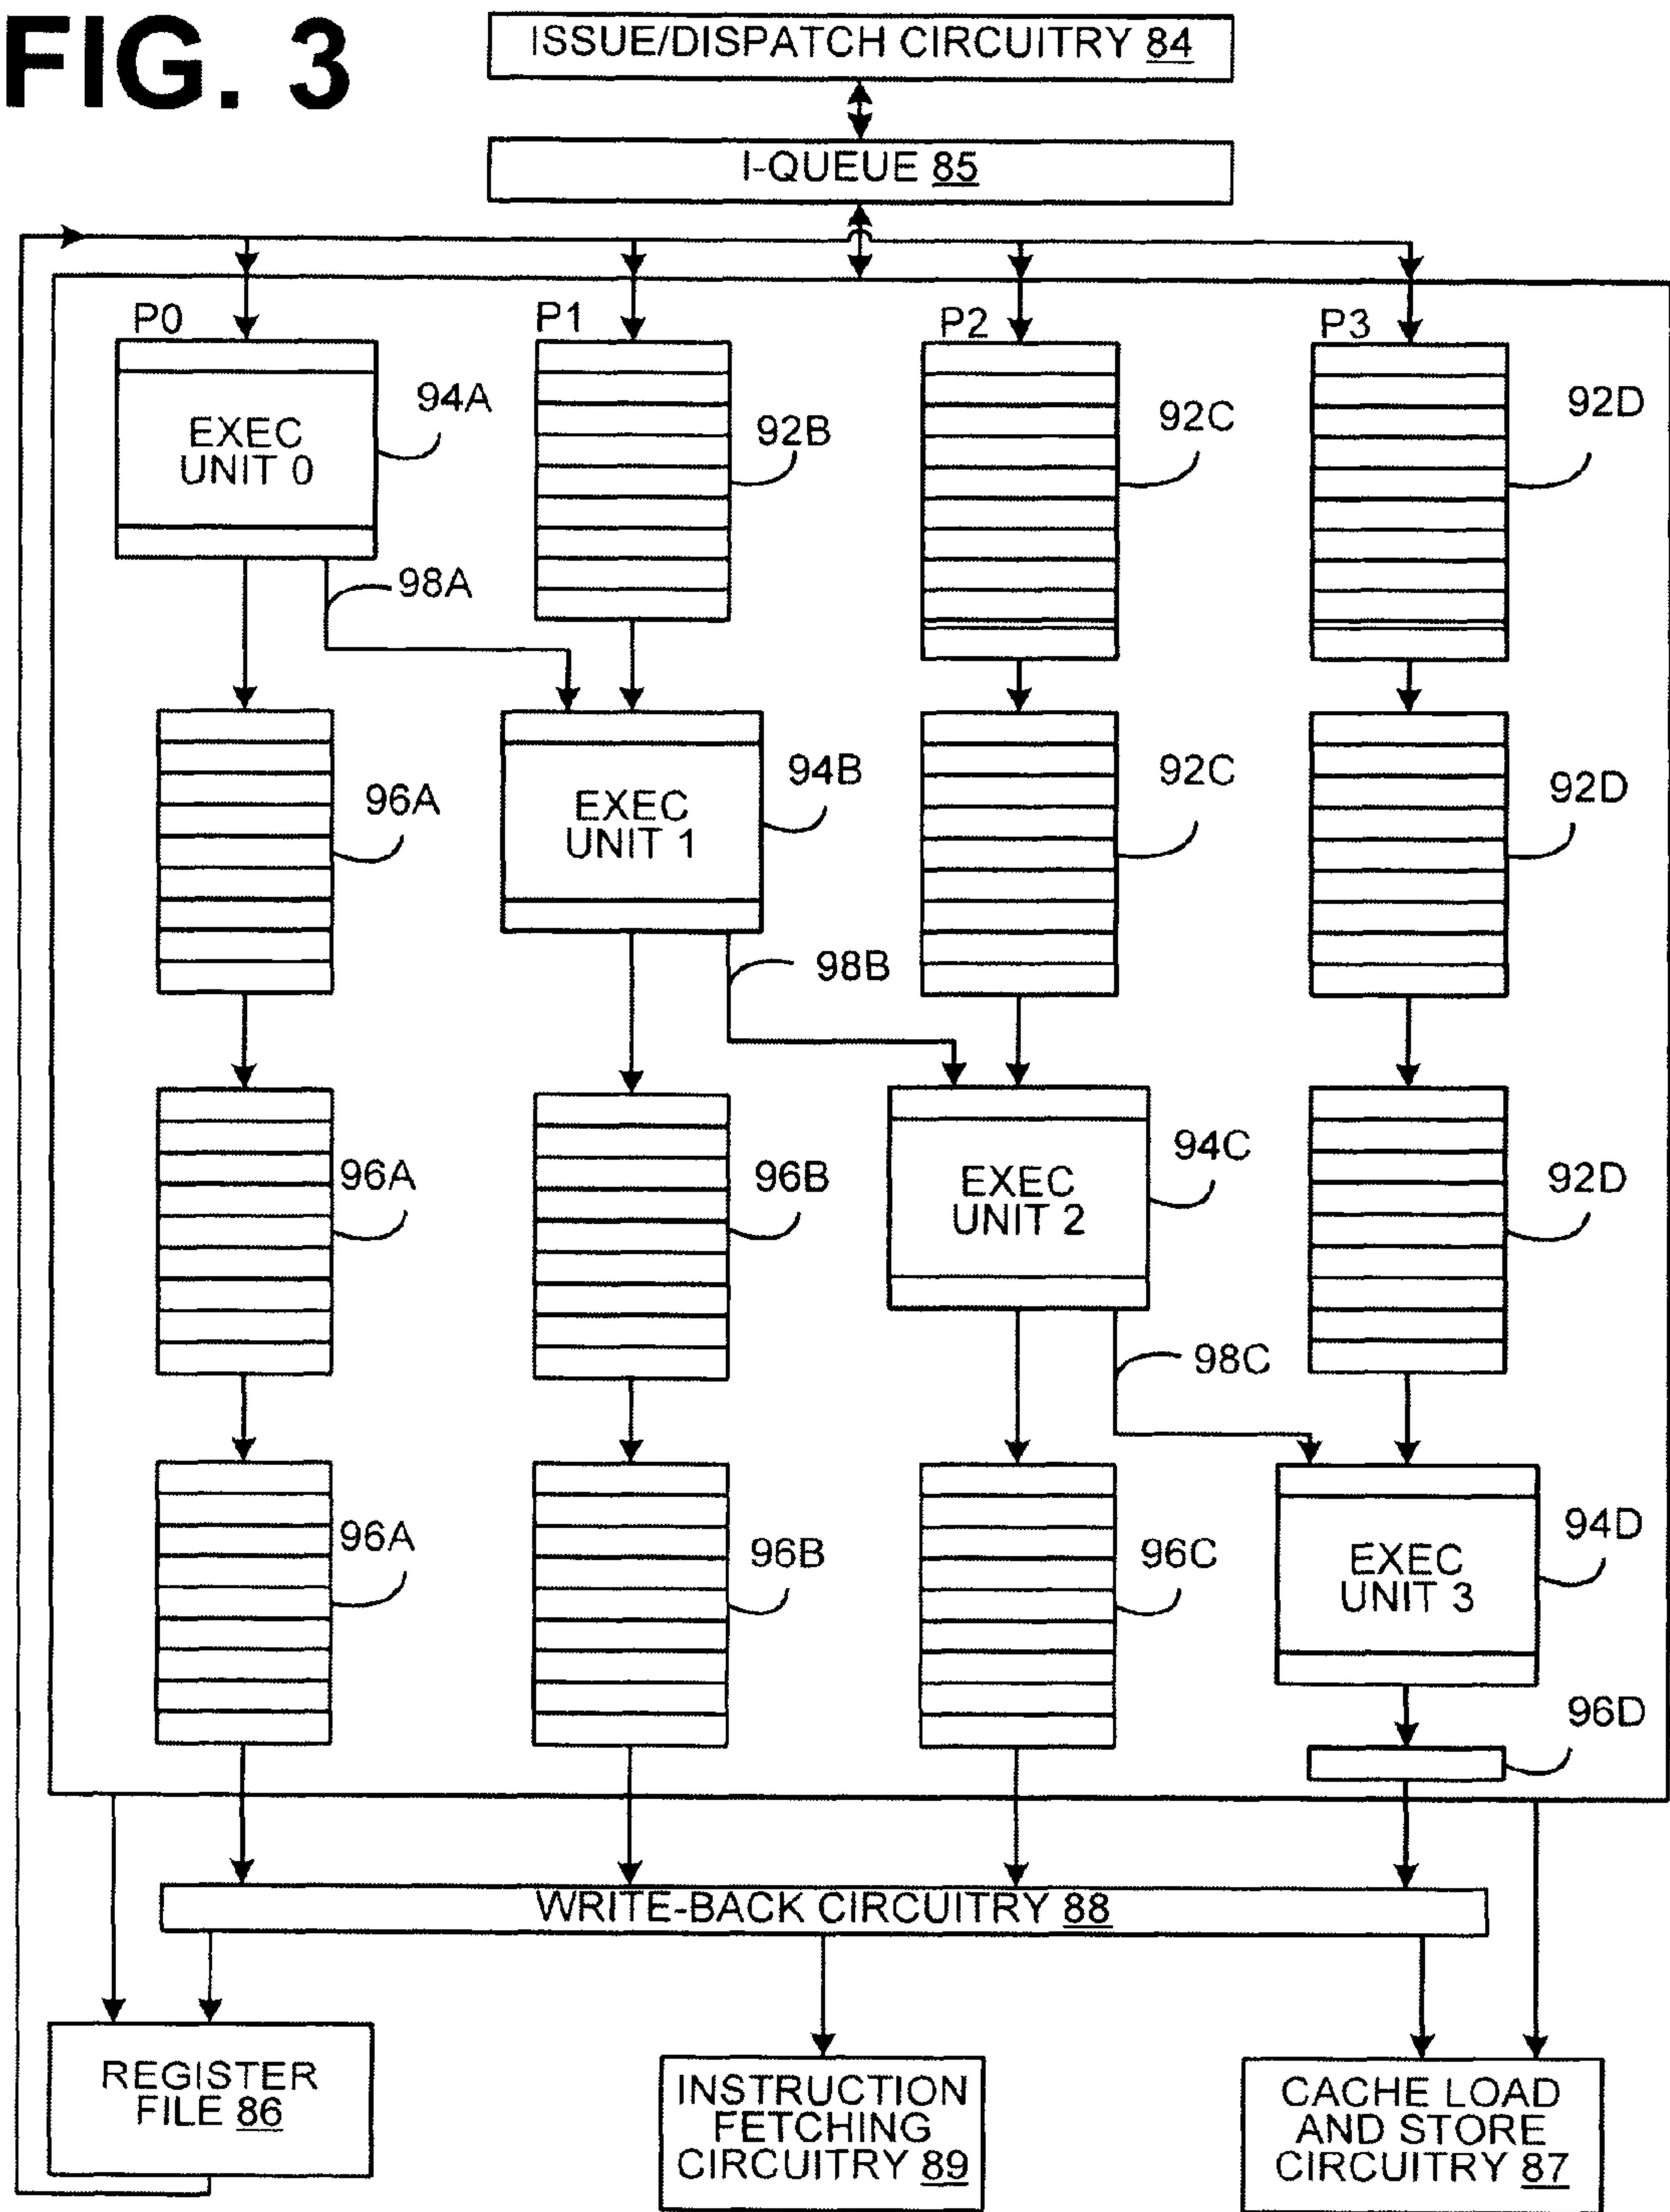 FIG. 3
ISSUE/DISPATCH CIRCUITRY 84
I-QUEUE 85
P0
P1
P2
P3
EXEC
UNIT 0
94A
92B
92C
92D
98A
96A
EXEC
UNIT 1
94B
92C
92D
98B
96A
96B
EXEC
UNIT 2
94C
92D
98C
96A
96B
96C
EXEC
UNIT 3
94D
96D
WRITE-BACK CIRCUITRY 88
REGISTER
FILE 86
INSTRUCTION
FETCHING
CIRCUITRY 89
CACHE LOAD
AND STORE
CIRCUITRY 87